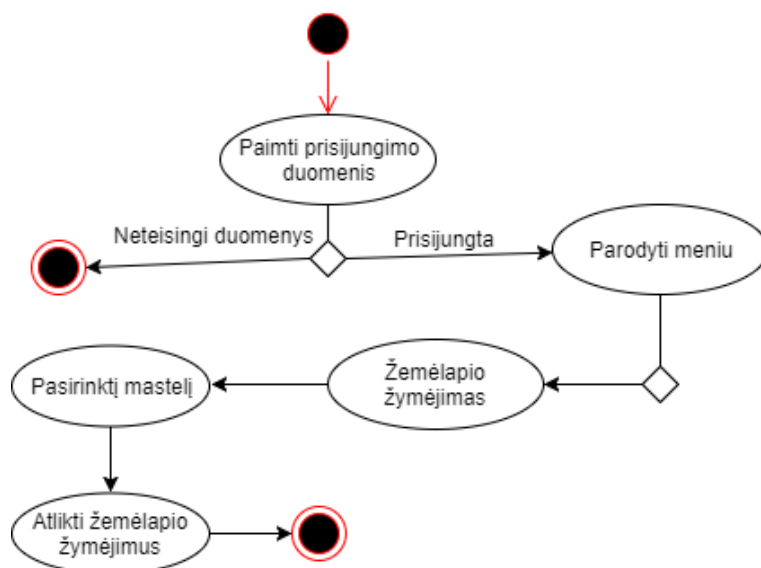 Paimti prisijungimo
duomenis
Neteisingi duomenys
Prisijungta
Parodyti meniu
Žemėlapio
žymėjimas
Pasirinktį mastelį
Atlikti žemėlapio
žymėjimus